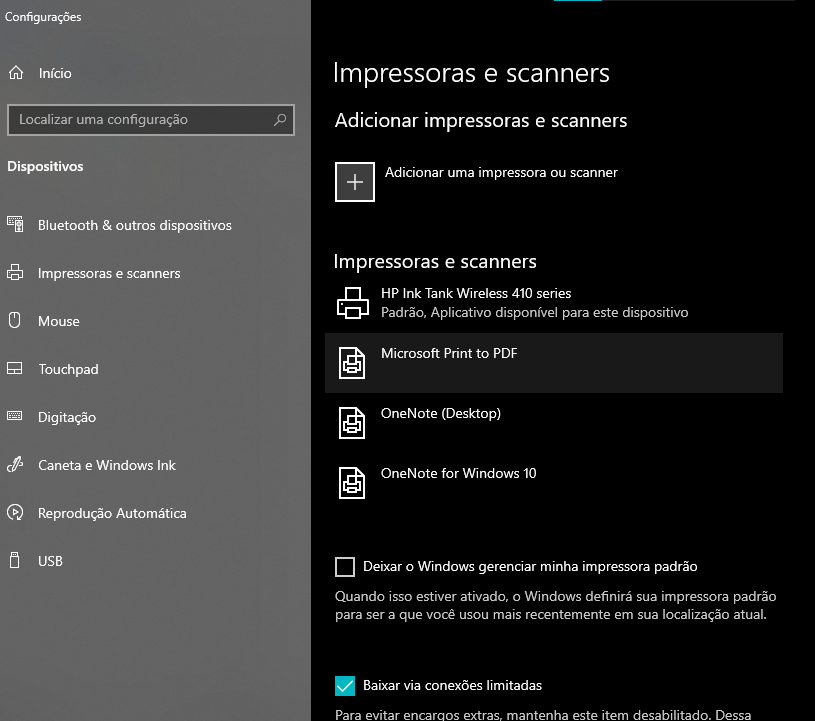 Configurações
Início
Localizar uma configuração
Dispositivos
Bluetooth & outros dispositivos
Impressoras e scanners
Mouse
Touchpad
Digitação
Caneta e Windows Ink
Reprodução Automática
USB
Impressoras e scanners
Adicionar impressoras e scanners
Adicionar uma impressora ou scanner
Impressoras e scanners
HP Ink Tank Wireless 410 series
Padrão, Aplicativo disponível para este dispositivo
Microsoft Print to PDF
OneNote (Desktop)
OneNote for Windows 10
Deixar o Windows gerenciar minha impressora padrão
Quando isso estiver ativado, o Windows definirá sua impressora padrão
para ser a que você usou mais recentemente em sua localização atual.
Baixar via conexões limitadas
Para evitar encargos extras, mantenha este item desabilitado. Dessa